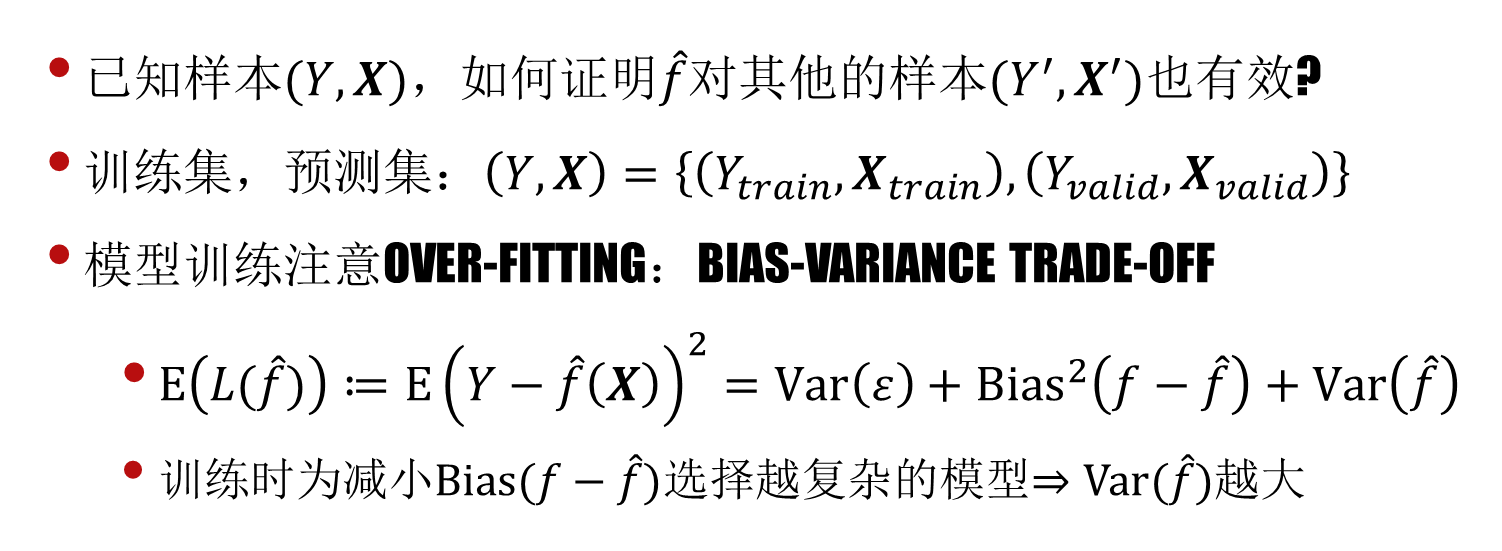 • 已知样本(Y, X)，如何证明f̂对其他的样本(Y′, X′)也有效?
• 训练集，预测集：(Y, X) = {(Y_train, X_train), (Y_valid, X_valid)}
• 模型训练注意OVER-FITTING：BIAS-VARIANCE TRADE-OFF
• E(L(f̂)) ≔ E(Y − f̂(X))² = Var(ε) + Bias²(f − f̂) + Var(f̂)
• 训练时为减小Bias(f − f̂)选择越复杂的模型⇒ Var(f̂)越大